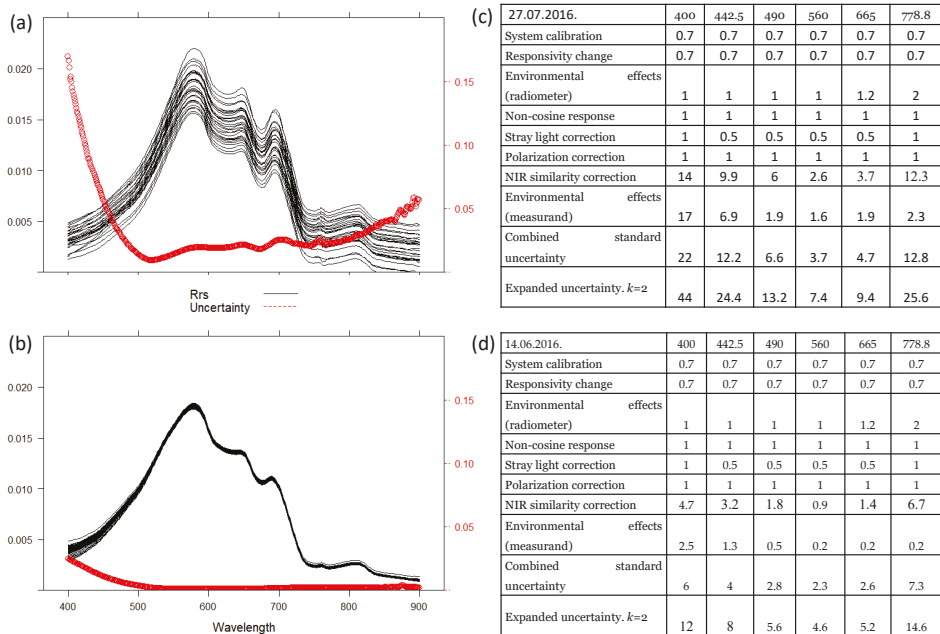 (a)
0.020
0.015
0.010
0.005
0.15
0.10
0.05
Rrs
Uncertainty
(c)
27.07.2016. 400 442.5 490 560 665 778.8
System calibration 0.7 0.7 0.7 0.7 0.7 0.7
Responsivity change 0.7 0.7 0.7 0.7 0.7 0.7
Environmental effects
(radiometer) 1 1 1 1 1.2 2
Non-cosine response 1 1 1 1 1 1
Stray light correction 1 0.5 0.5 0.5 0.5 1
Polarization correction 1 1 1 1 1 1
NIR similarity correction 14 9.9 6 2.6 3.7 12.3
Environmental effects
(measurand) 17 6.9 1.9 1.6 1.9 2.3
Combined standard
uncertainty 22 12.2 6.6 3.7 4.7 12.8
Expanded uncertainty. k=2 44 24.4 13.2 7.4 9.4 25.6
(b)
0.020
0.015
0.010
0.005
0.15
0.10
0.05
400 500 600 700 800 900
Wavelength
(d)
14.06.2016. 400 442.5 490 560 665 778.8
System calibration 0.7 0.7 0.7 0.7 0.7 0.7
Responsivity change 0.7 0.7 0.7 0.7 0.7 0.7
Environmental effects
(radiometer) 1 1 1 1 1.2 2
Non-cosine response 1 1 1 1 1 1
Stray light correction 1 0.5 0.5 0.5 0.5 1
Polarization correction 1 1 1 1 1 1
NIR similarity correction 4.7 3.2 1.8 0.9 1.4 6.7
Environmental effects
(measurand) 2.5 1.3 0.5 0.2 0.2 0.2
Combined standard
uncertainty 6 4 2.8 2.3 2.6 7.3
Expanded uncertainty. k=2 12 8 5.6 4.6 5.2 14.6